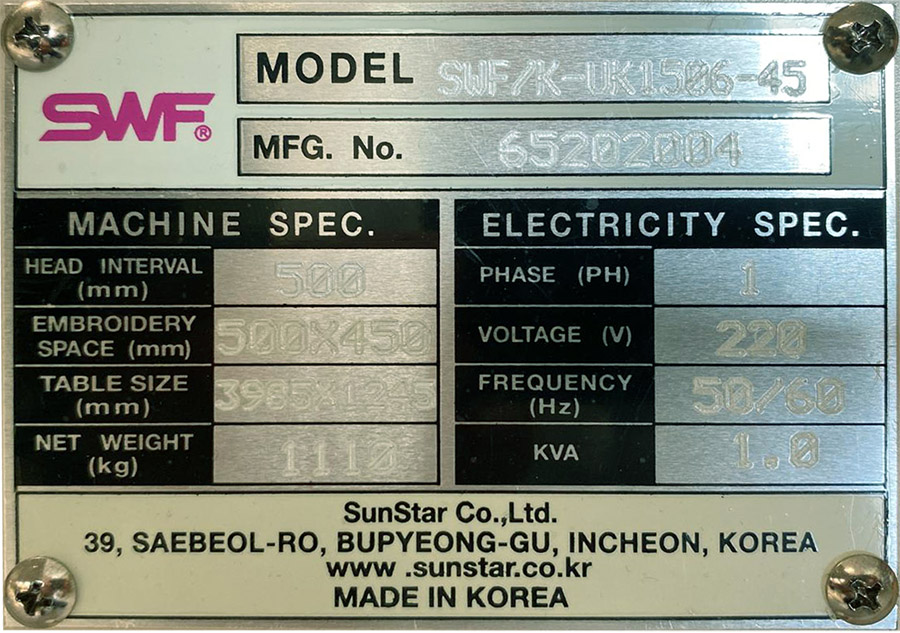 SWF®
MODEL SWF/K-UK1506-45
MFG. No. 65202004
MACHINE SPEC.
HEAD INTERVAL (mm) 500
EMBROIDERY SPACE (mm) 500X450
TABLE SIZE (mm) 3985X1245
NET WEIGHT (kg) 1110
ELECTRICITY SPEC.
PHASE (PH) 1
VOLTAGE (V) 220
FREQUENCY (Hz) 50/60
KVA 1.0
SunStar Co.,Ltd.
39, SAEBEOL-RO, BUPYEONG-GU, INCHEON, KOREA
www .sunstar.co.kr
MADE IN KOREA